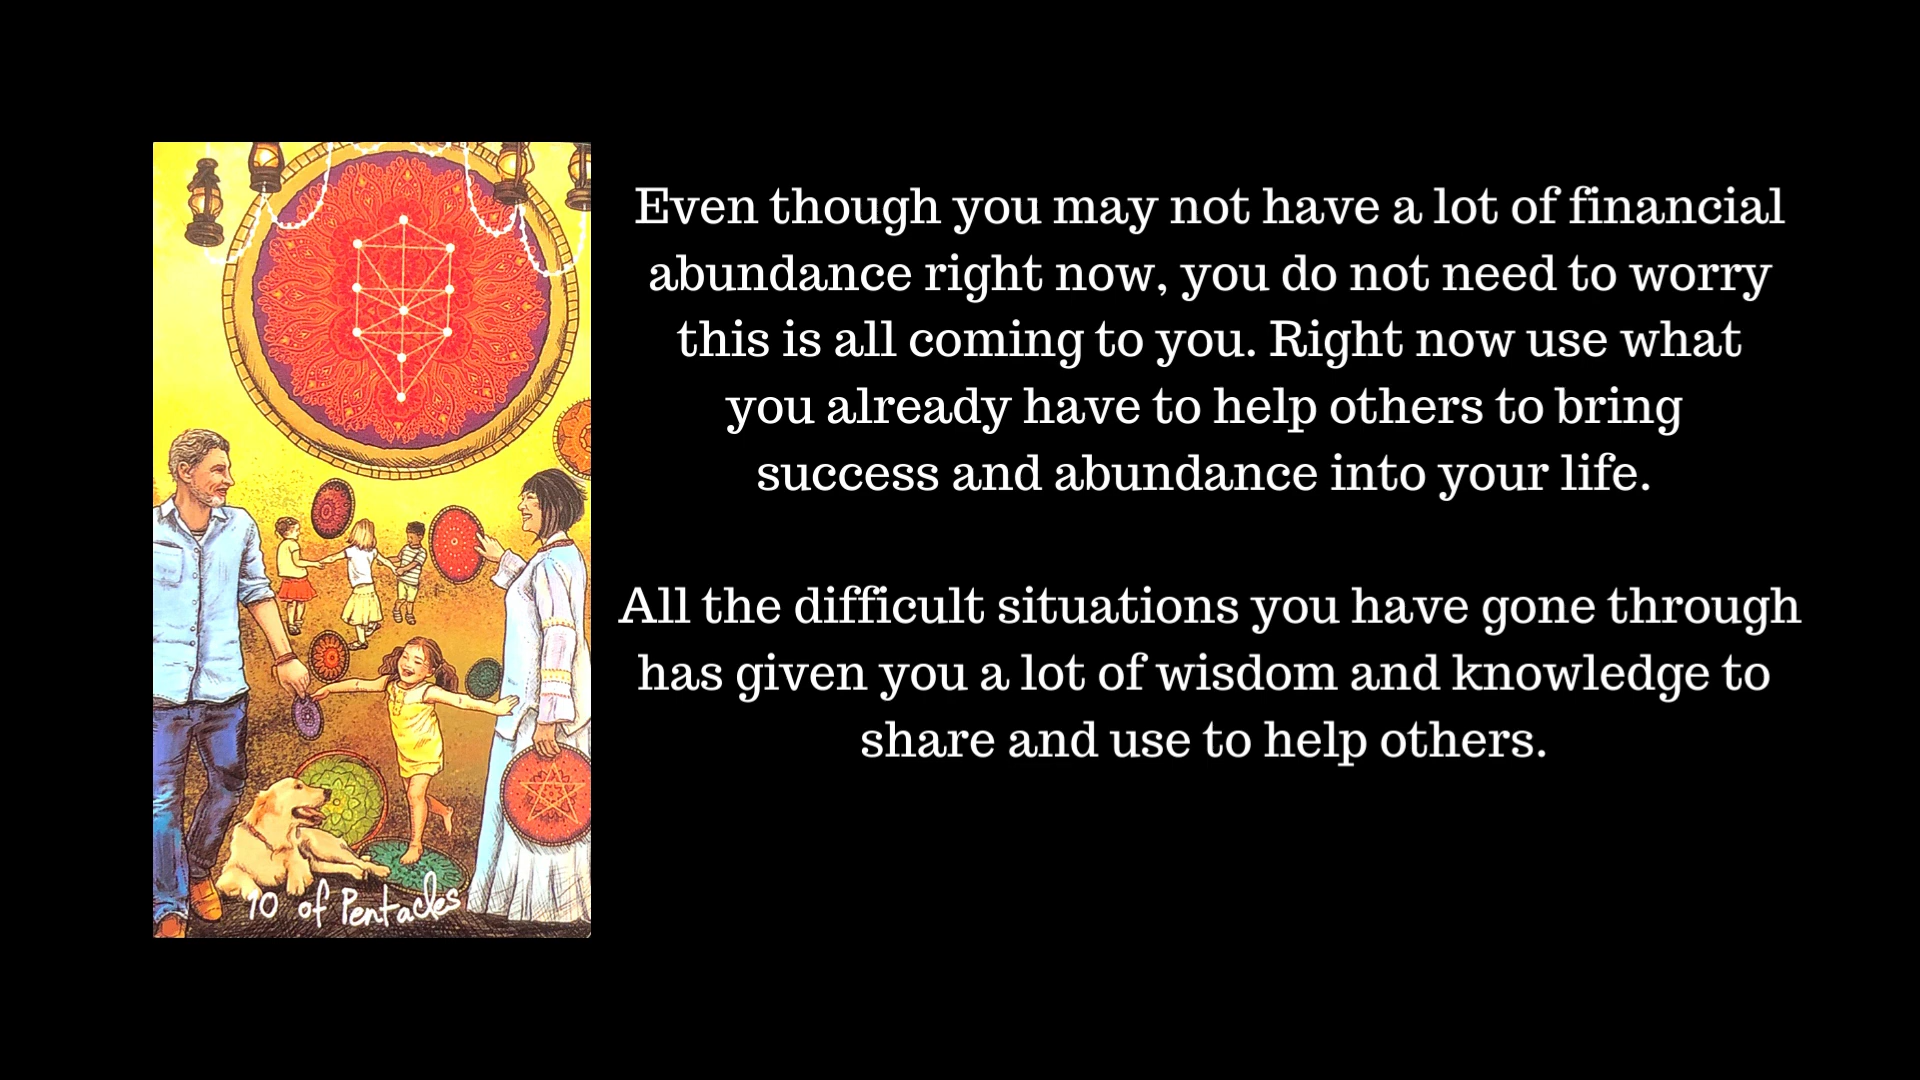 Even though you may not have a lot of financial
abundance right now, you do not need to worry
this is all coming to you. Right now use what
you already have to help others to bring
success and abundance into your life.
All the difficult situations you have gone through
has given you a lot of wisdom and knowledge to
share and use to help others.
10 of Pentacles